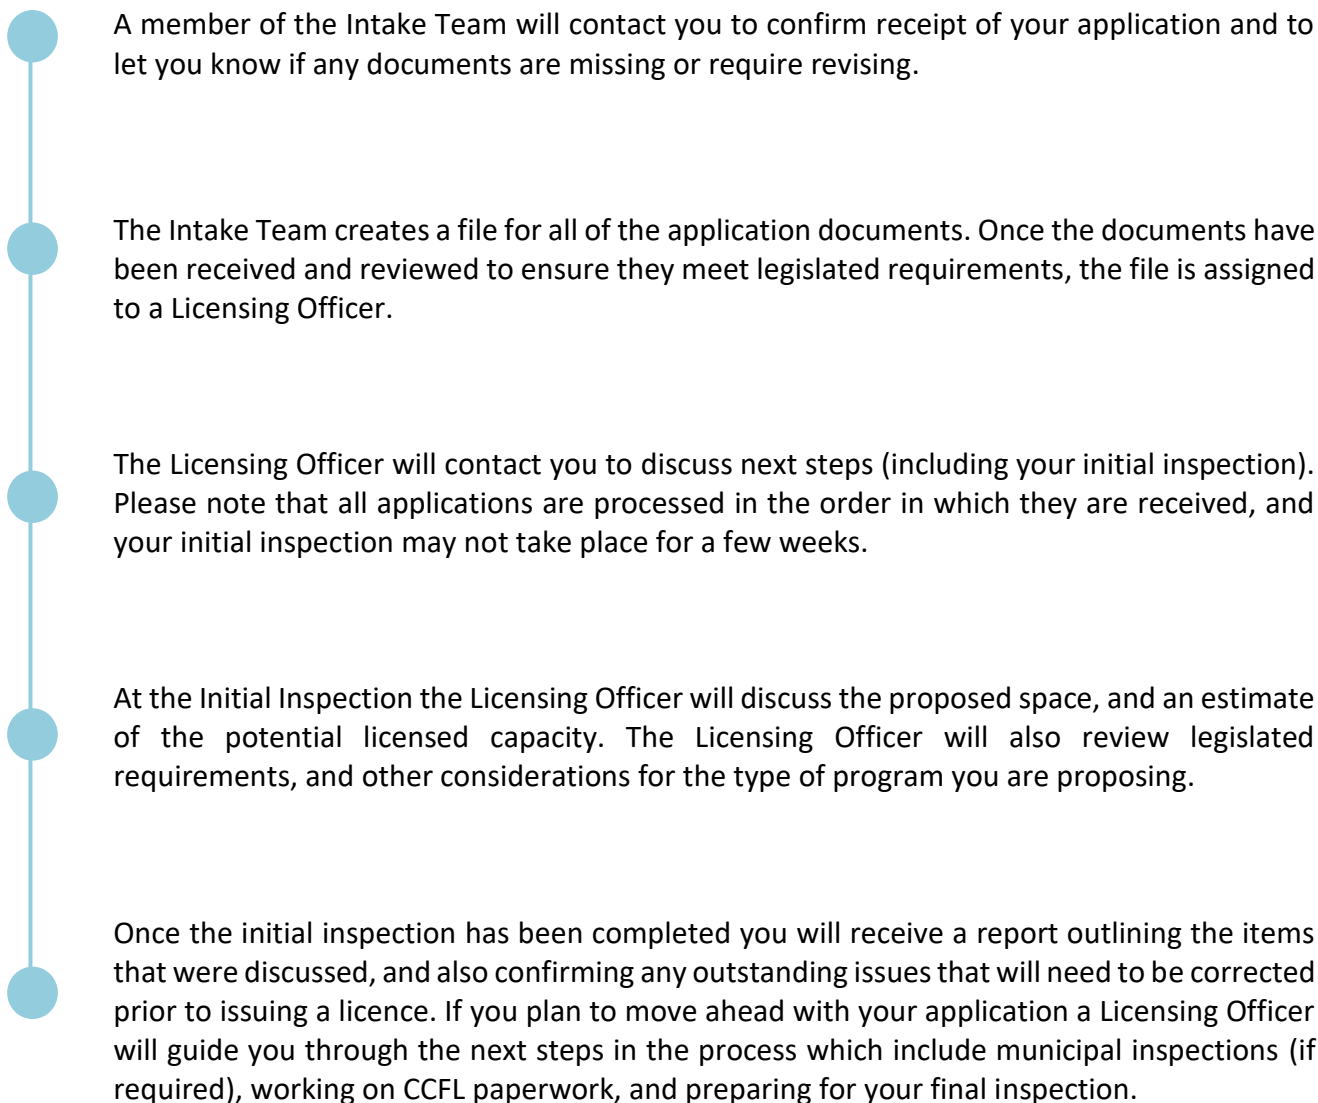 A member of the Intake Team will contact you to confirm receipt of your application and to
let you know if any documents are missing or require revising.
The Intake Team creates a file for all of the application documents. Once the documents have
been received and reviewed to ensure they meet legislated requirements, the file is assigned
to a Licensing Officer.
The Licensing Officer will contact you to discuss next steps (including your initial inspection).
Please note that all applications are processed in the order in which they are received, and
your initial inspection may not take place for a few weeks.
At the Initial Inspection the Licensing Officer will discuss the proposed space, and an estimate
of the potential licensed capacity. The Licensing Officer will also review legislated
requirements, and other considerations for the type of program you are proposing.
Once the initial inspection has been completed you will receive a report outlining the items
that were discussed, and also confirming any outstanding issues that will need to be corrected
prior to issuing a licence. If you plan to move ahead with your application a Licensing Officer
will guide you through the next steps in the process which include municipal inspections (if
required), working on CCFL paperwork, and preparing for your final inspection.